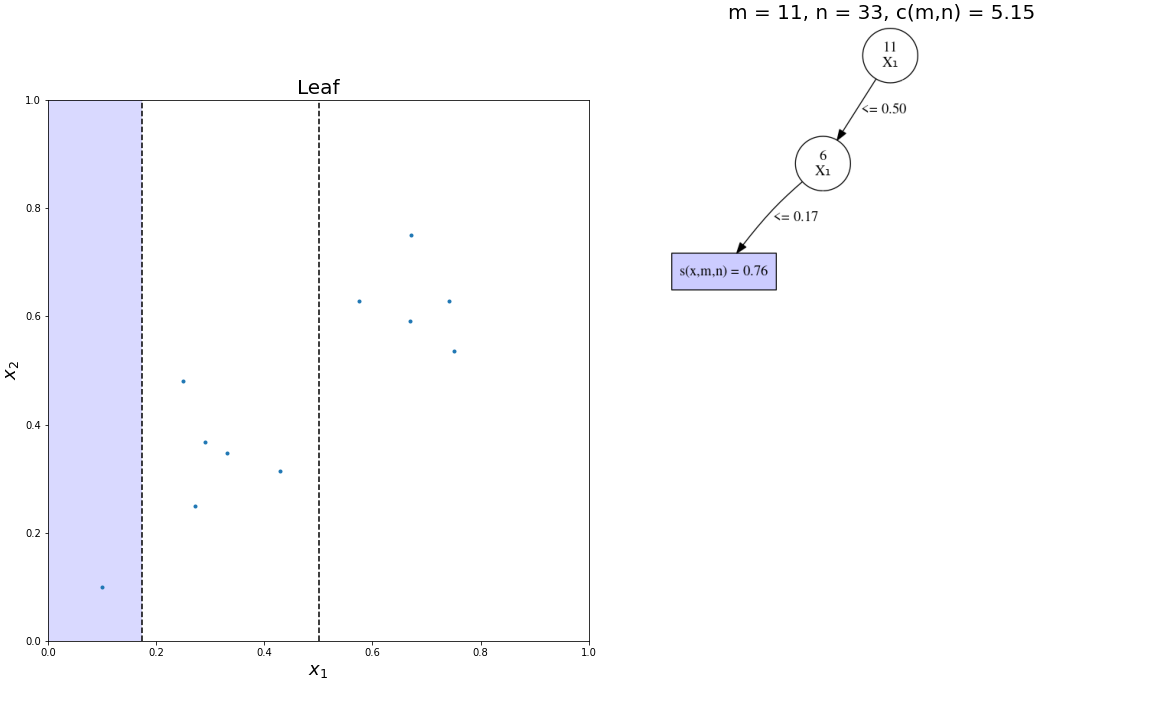 m = 11, n = 33, c(m,n) = 5.15
Leaf
1.0
0.8
0.6
0.4
0.2
0.0
x₂
0.0 0.2 0.4 0.6 0.8 1.0
x₁
11
X₁
<= 0.50
6
X₁
<= 0.17
s(x,m,n) = 0.76